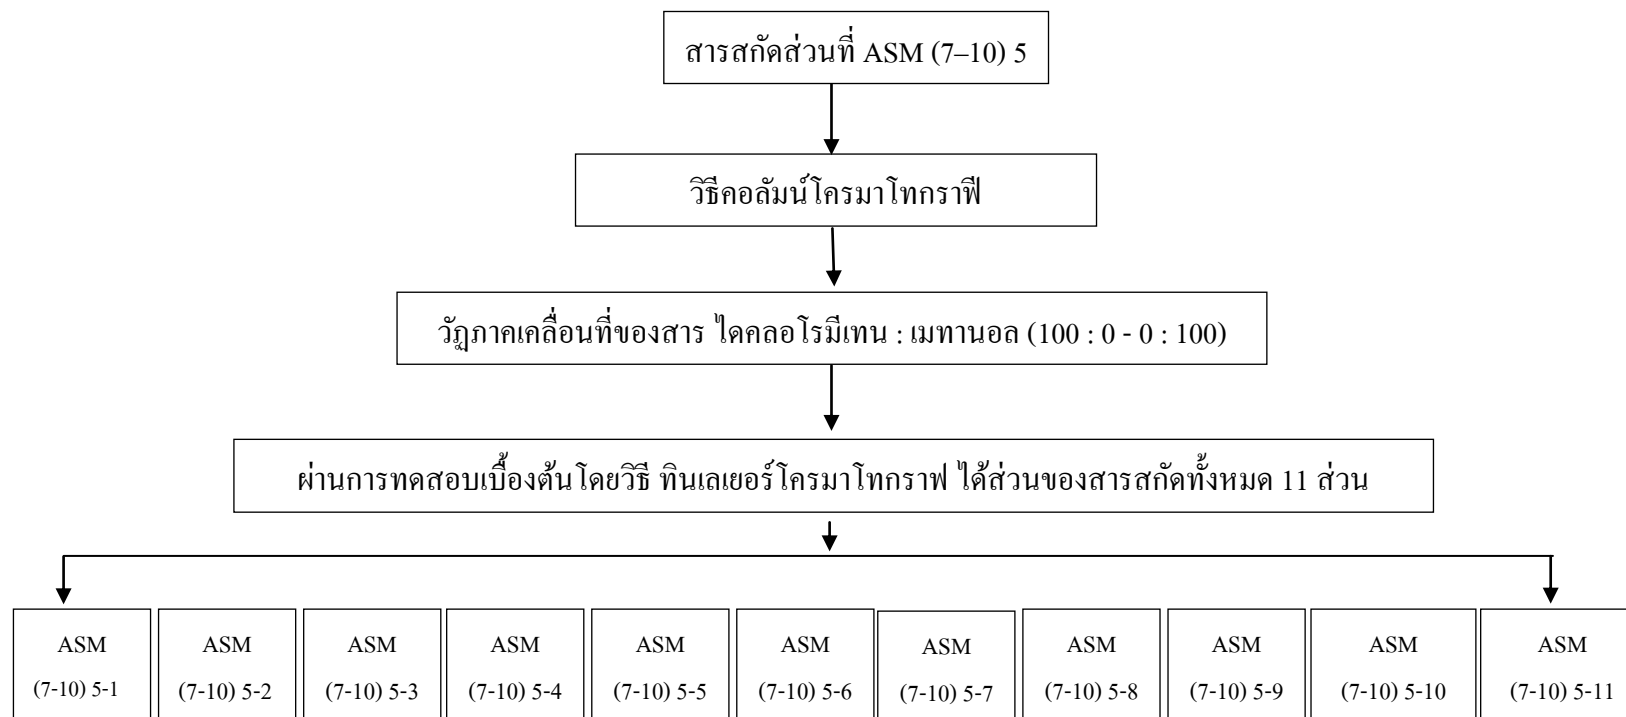 สารสกัดส่วนที่ ASM (7–10) 5
วิธีคอลัมน์โครมาโทกราฟี
วัฏภาคเคลื่อนที่ของสาร ไดคลอโรมีเทน : เมทานอล (100 : 0 - 0 : 100)
ผ่านการทดสอบเบื้องต้นโดยวิธี ทินเลเยอร์โครมาโทกราฟ ได้ส่วนของสารสกัดทั้งหมด 11 ส่วน
ASM
(7-10) 5-1
ASM
(7-10) 5-2
ASM
(7-10) 5-3
ASM
(7-10) 5-4
ASM
(7-10) 5-5
ASM
(7-10) 5-6
ASM
(7-10) 5-7
ASM
(7-10) 5-8
ASM
(7-10) 5-9
ASM
(7-10) 5-10
ASM
(7-10) 5-11